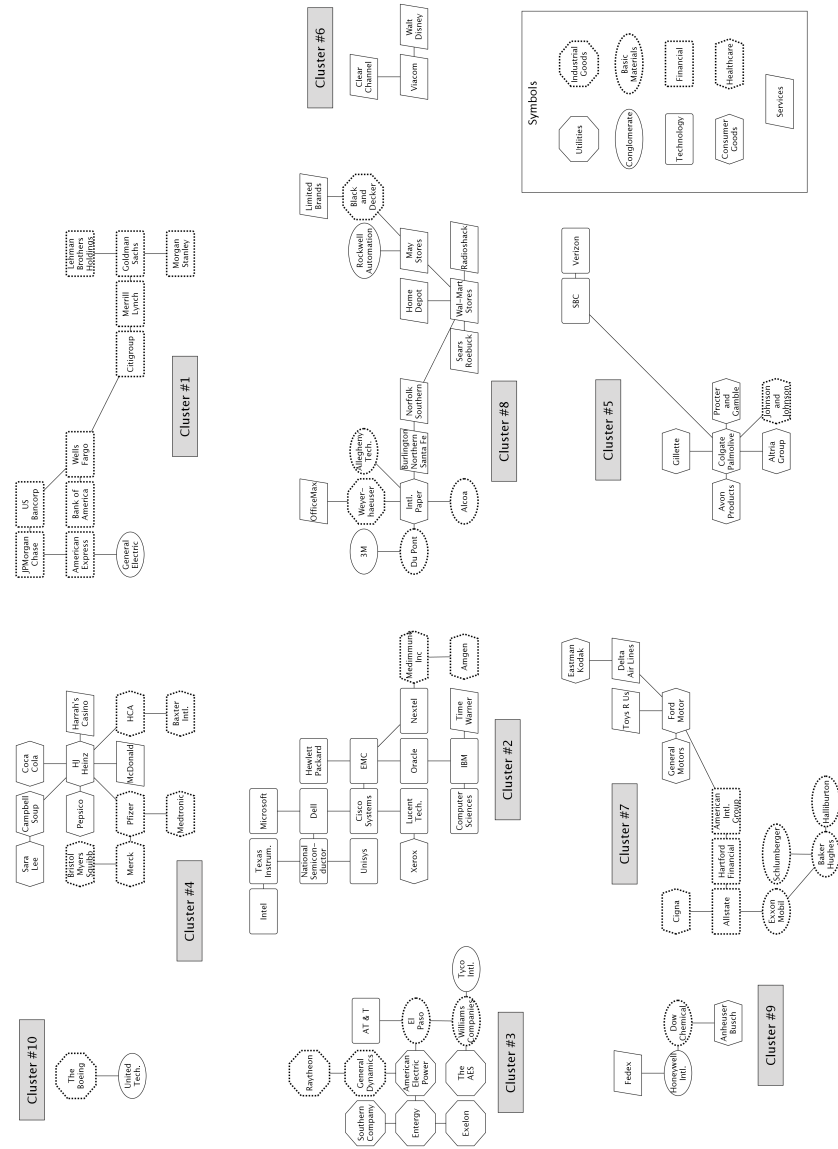 Cluster #10
The
Boeing
United
Tech.
Cluster #4
Sara
Lee
Campbell
Soup
Coca
Cola
Bristol
Myers
Squibb
Pepsico
HJ
Heinz
Harrah's
Casino
Merck
Pfizer
McDonald
HCA
Medtronic
Baxter
Intl.
Cluster #1
JPMorgan
Chase
US
Bancorp
American
Express
Bank of
America
Wells
Fargo
General
Electric
Citigroup
Merrill
Lynch
Goldman
Sachs
Lehman
Brothers
Holdings
Morgan
Stanley
Cluster #3
Raytheon
AT & T
Southern
Company
General
Dynamics
El
Paso
Entergy
American
Electric
Power
Exelon
The
AES
Williams
Companies
Tyco
Intl.
Cluster #2
Intel
Texas
Instrum.
Microsoft
National
Semicon-
ductor
Dell
Hewlett
Packard
Unisys
Cisco
Systems
EMC
Xerox
Lucent
Tech.
Oracle
Nextel
Medimmune
Inc
Computer
Sciences
IBM
Time
Warner
Amgen
Cluster #8
OfficeMax
Limited
Brands
3M
Weyer-
haeuser
Allegheny
Tech.
Rockwell
Automation
Black
and
Decker
Du Pont
Intl.
Paper
Burlington
Northern
Santa Fe
Norfolk
Southern
Home
Depot
May
Stores
Alcoa
Sears
Roebuck
Wal-Mart
Stores
Radioshack
Cluster #6
Clear
Channel
Viacom
Walt
Disney
Cluster #9
Fedex
Honeywell
Intl.
Dow
Chemical
Anheuser
Busch
Cluster #7
Eastman
Kodak
Toys R Us
Delta
Air Lines
General
Motors
Ford
Motor
Cigna
Allstate
Hartford
Financial
American
Intl.
Group
Exxon
Mobil
Schlumberger
Baker
Hughes
Halliburton
Cluster #5
SBC
Verizon
Gillette
Avon
Products
Colgate
Palmolive
Procter
and
Gamble
Altria
Group
Johnson
and
Johnson
Symbols
Utilities
Industrial
Goods
Conglomerate
Basic
Materials
Technology
Financial
Consumer
Goods
Healthcare
Services